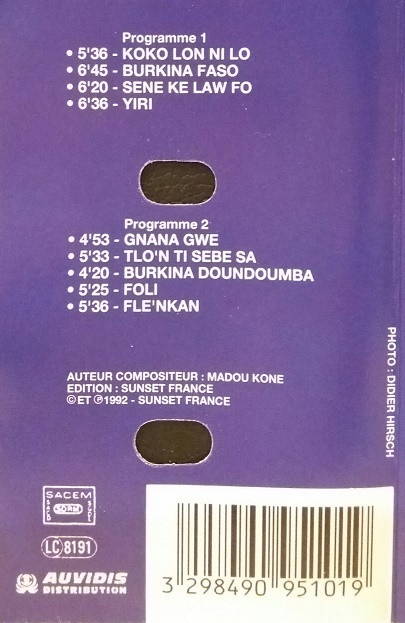 Programme 1
• 5'36 - KOKO LON NI LO
• 6'45 - BURKINA FASO
• 6'20 - SENE KE LAW FO
• 6'36 - YIRI
Programme 2
• 4'53 - GNANA GWE
• 5'33 - TLO'N TI SEBE SA
• 4'20 - BURKINA DOUNDOUMBA
• 5'25 - FOLI
• 5'36 - FLE'NKAN
AUTEUR COMPOSITEUR : MADOU KONE
EDITION : SUNSET FRANCE
© ET ℗ 1992 - SUNSET FRANCE
PHOTO : DIDIER HIRSCH
SACEM
SDRM
LC 8191
AUVIDIS
DISTRIBUTION
3 298490 951019